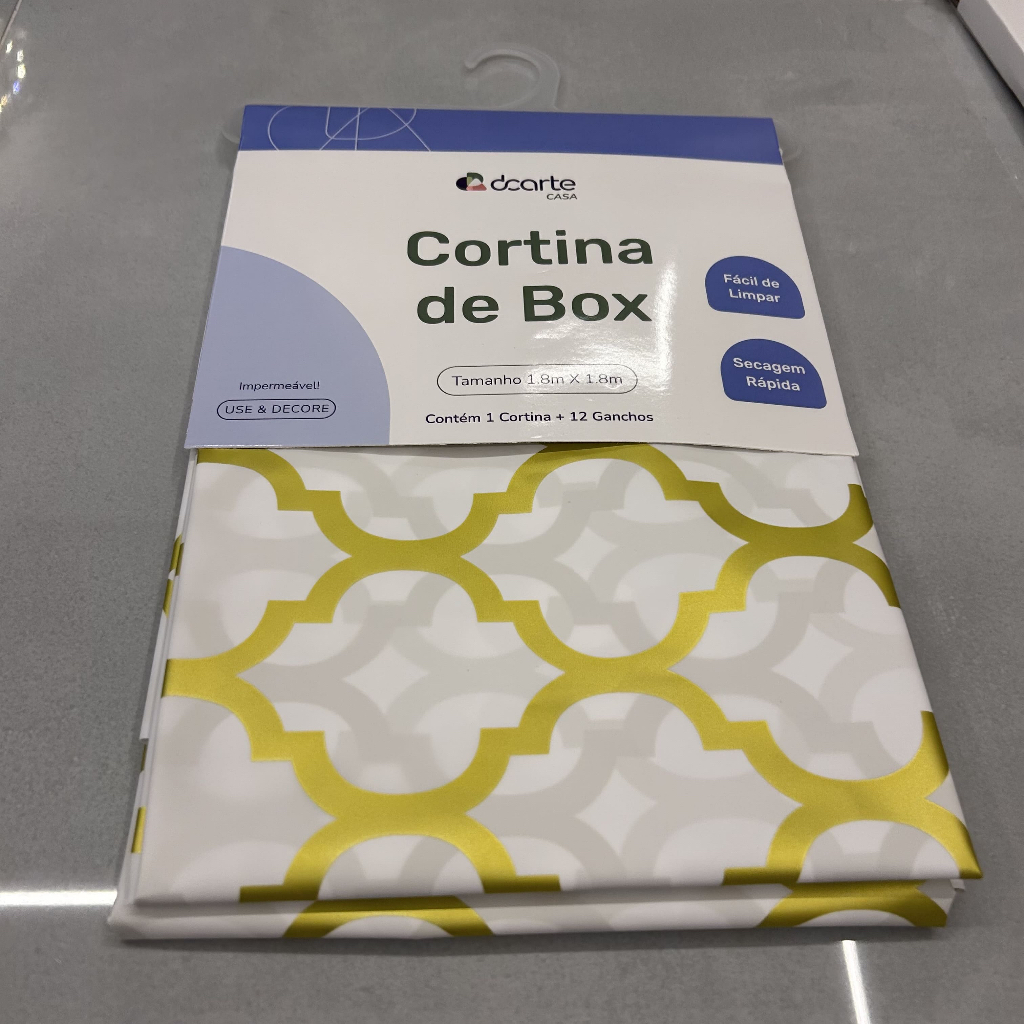 dcarte
CASA
Cortina
de Box
Fácil de
Limpar
Secagem
Rápida
Tamanho 1.8m X 1.8m
Contém 1 Cortina + 12 Ganchos
Impermeável!
USE & DECORE